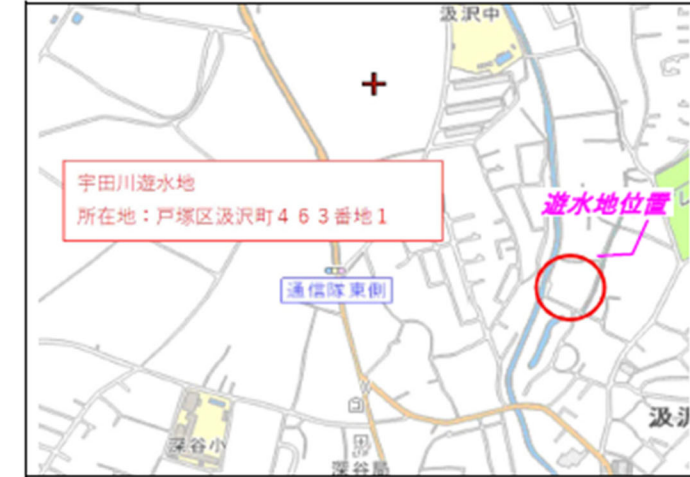 汲沢中
宇田川遊水地
所在地：戸塚区汲沢町４６３番地１
遊水地位置
通信隊東側
汲沢
深谷小
深谷局